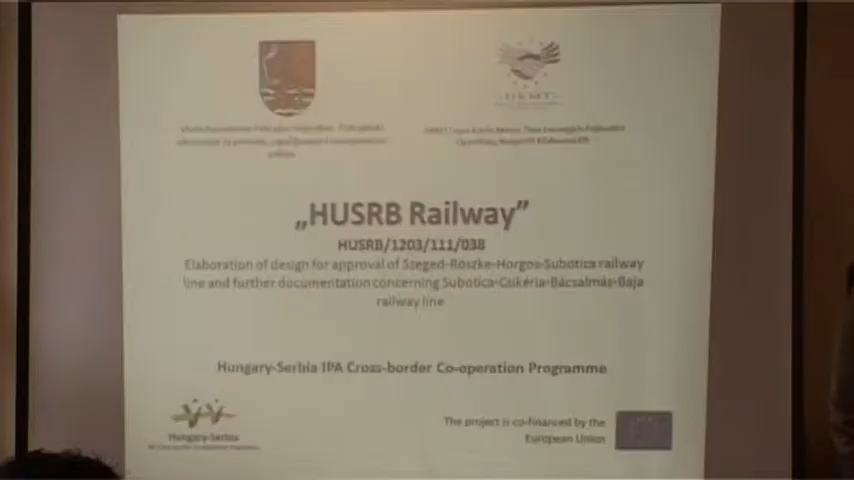 DKMT
„HUSRB Railway”
HUSRB/1203/111/038
Elaboration of design for approval of Szeged-Röszke-Horgos-Subotica railway
line and further documentation concerning Subotica-Csikéria-Bácsalmás-Baja
railway line
Hungary-Serbia IPA Cross-border Co-operation Programme
Hungary-Serbia
The project is co-financed by the
European Union